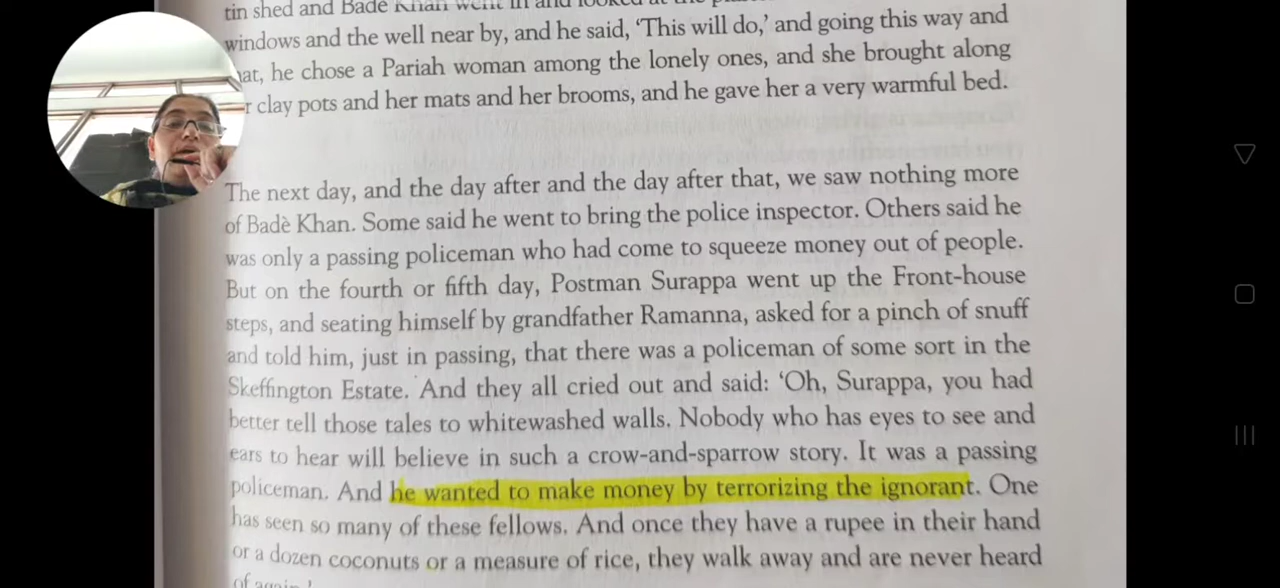 tin shed and Badè Khan went in and looked at the
windows and the well near by, and he said, ‘This will do,’ and going this way and
he chose a Pariah woman among the lonely ones, and she brought along
clay pots and her mats and her brooms, and he gave her a very warmful bed.
The next day, and the day after and the day after that, we saw nothing more
of Badè Khan. Some said he went to bring the police inspector. Others said he
was only a passing policeman who had come to squeeze money out of people.
But on the fourth or fifth day, Postman Surappa went up the Front-house
steps, and seating himself by grandfather Ramanna, asked for a pinch of snuff
and told him, just in passing, that there was a policeman of some sort in the
Skeffington Estate. And they all cried out and said: ‘Oh, Surappa, you had
better tell those tales to whitewashed walls. Nobody who has eyes to see and
ears to hear will believe in such a crow-and-sparrow story. It was a passing
policeman. And he wanted to make money by terrorizing the ignorant. One
has seen so many of these fellows. And once they have a rupee in their hand
or a dozen coconuts or a measure of rice, they walk away and are never heard